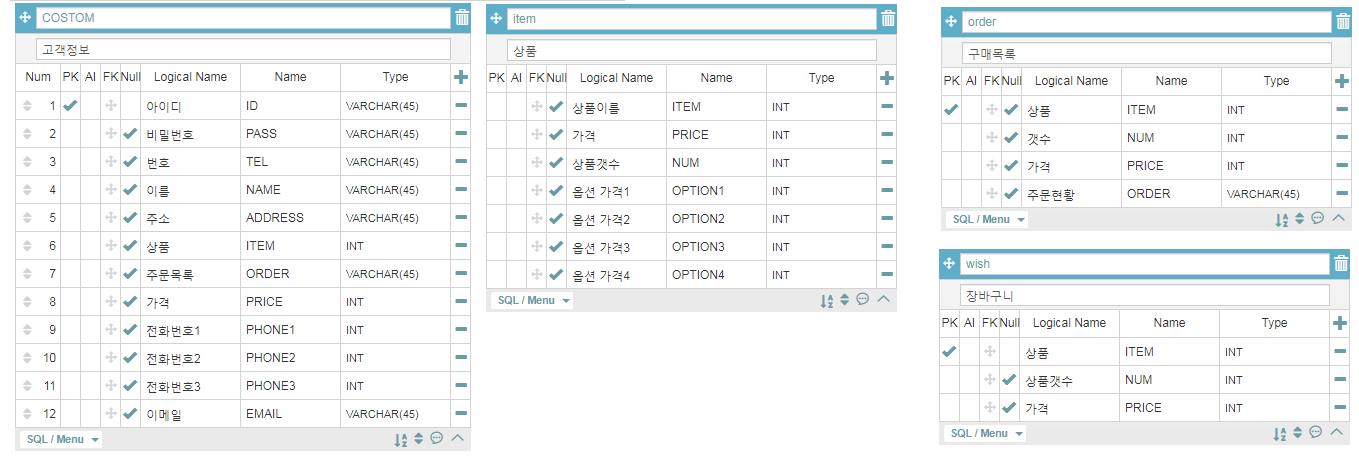 COSTOM
고객정보
Num PK AI FK Null Logical Name Name Type
1 아이디 ID VARCHAR(45)
2 비밀번호 PASS VARCHAR(45)
3 번호 TEL VARCHAR(45)
4 이름 NAME VARCHAR(45)
5 주소 ADDRESS VARCHAR(45)
6 상품 ITEM INT
7 주문목록 ORDER VARCHAR(45)
8 가격 PRICE INT
9 전화번호1 PHONE1 INT
10 전화번호2 PHONE2 INT
11 전화번호3 PHONE3 INT
12 이메일 EMAIL VARCHAR(45)
SQL / Menu
item
상품
PK AI FK Null Logical Name Name Type
상품이름 ITEM INT
가격 PRICE INT
상품갯수 NUM INT
옵션 가격1 OPTION1 INT
옵션 가격2 OPTION2 INT
옵션 가격3 OPTION3 INT
옵션 가격4 OPTION4 INT
SQL / Menu
order
구매목록
PK AI FK Null Logical Name Name Type
상품 ITEM INT
갯수 NUM INT
가격 PRICE INT
주문현황 ORDER VARCHAR(45)
SQL / Menu
wish
장바구니
PK AI FK Null Logical Name Name Type
상품 ITEM INT
상품갯수 NUM INT
가격 PRICE INT
SQL / Menu